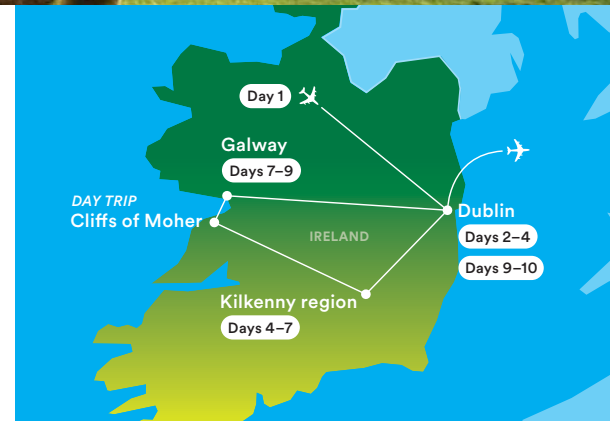 Day 1
Galway
Days 7–9
DAY TRIP
Cliffs of Moher
IRELAND
Dublin
Days 2–4
Days 9–10
Kilkenny region
Days 4–7